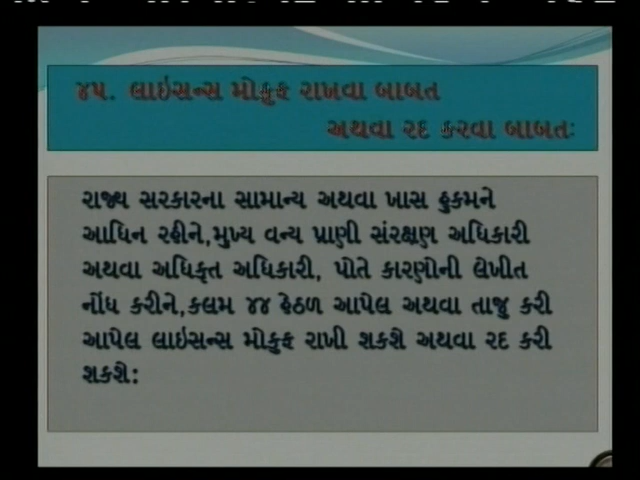 ૪૫. લાઇસન્સ મોકુફ રાખવા બાબત
અથવા રદ કરવા બાબતઃ
રાજ્ય સરકારના સામાન્ય અથવા ખાસ હુકમને
આધિન રહીને,મુખ્ય વન્ય પ્રાણી સંરક્ષણ અધિકારી
અથવા અધિકૃત અધિકારી, પોતે કારણોની લેખીત
નોંધ કરીને,કલમ ૪૪ હેઠળ આપેલ અથવા તાજુ કરી
આપેલ લાઇસન્સ મોકુફ રાખી શકશે અથવા રદ કરી
શકશે: